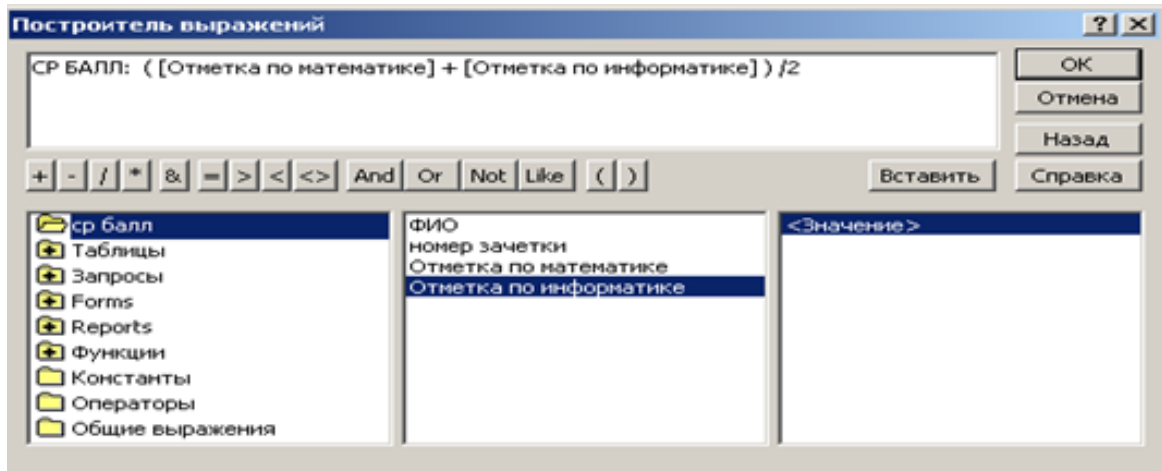 Построитель выражений
СР БАЛЛ: ( [Отметка по математике] + [Отметка по информатике] ) /2
ОК
Отмена
Назад
+ - / * & = > < <> And Or Not Like ( ) Вставить Справка
ср балл
Таблицы
Запросы
Forms
Reports
Функции
Константы
Операторы
Общие выражения
ФИО
номер зачетки
Отметка по математике
Отметка по информатике
<Значение>